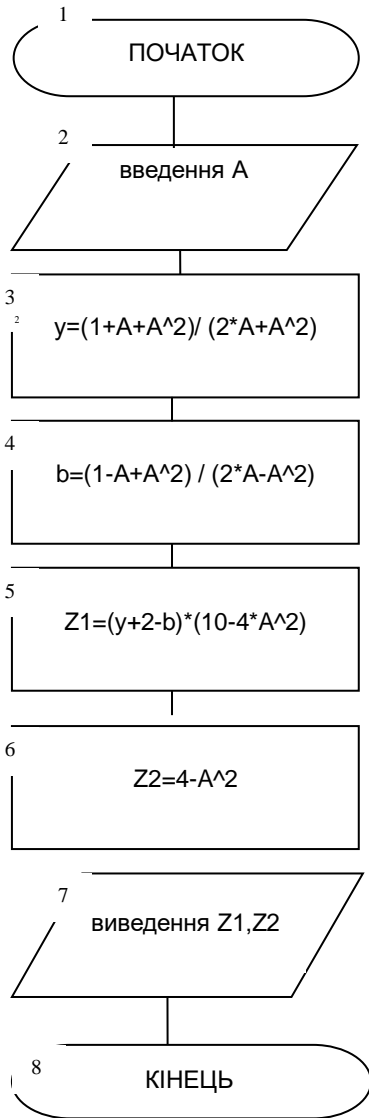 1
ПОЧАТОК
2
введення A
3
2
y=(1+A+A^2)/ (2*A+A^2)
4
b=(1-A+A^2) / (2*A-A^2)
5
Z1=(y+2-b)*(10-4*A^2)
6
Z2=4-A^2
7
виведення Z1,Z2
8
КІНЕЦЬ